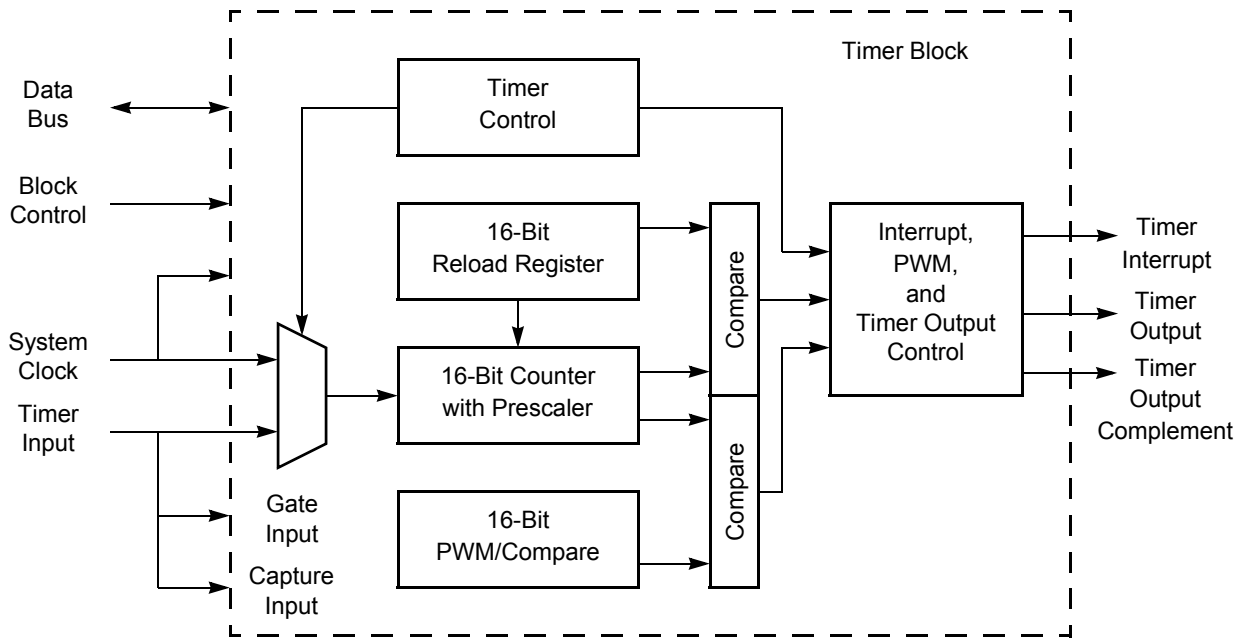 Timer Block
Data
Bus
Timer
Control
Block
Control
16-Bit
Reload Register
Compare
Interrupt,
PWM,
and
Timer Output
Control
Timer
Interrupt
Timer
Output
Timer
Output
Complement
System
Clock
16-Bit Counter
with Prescaler
Timer
Input
Compare
Gate
Input
16-Bit
PWM/Compare
Capture
Input